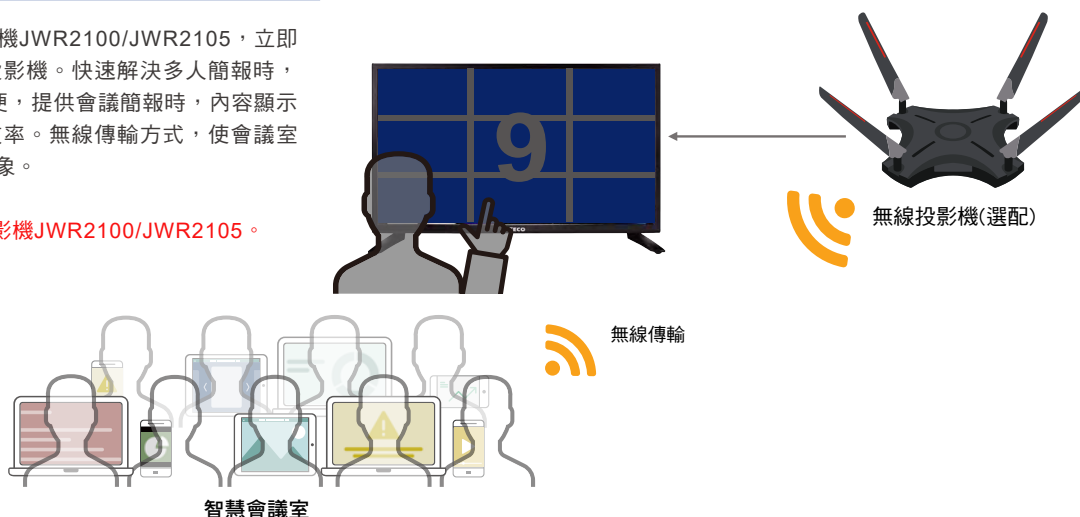 機JWR2100/JWR2105，立即
影機。快速解決多人簡報時，
便，提供會議簡報時，內容顯示
率。無線傳輸方式，使會議室
象。
影機JWR2100/JWR2105。
9
無線投影機(選配)
無線傳輸
智慧會議室